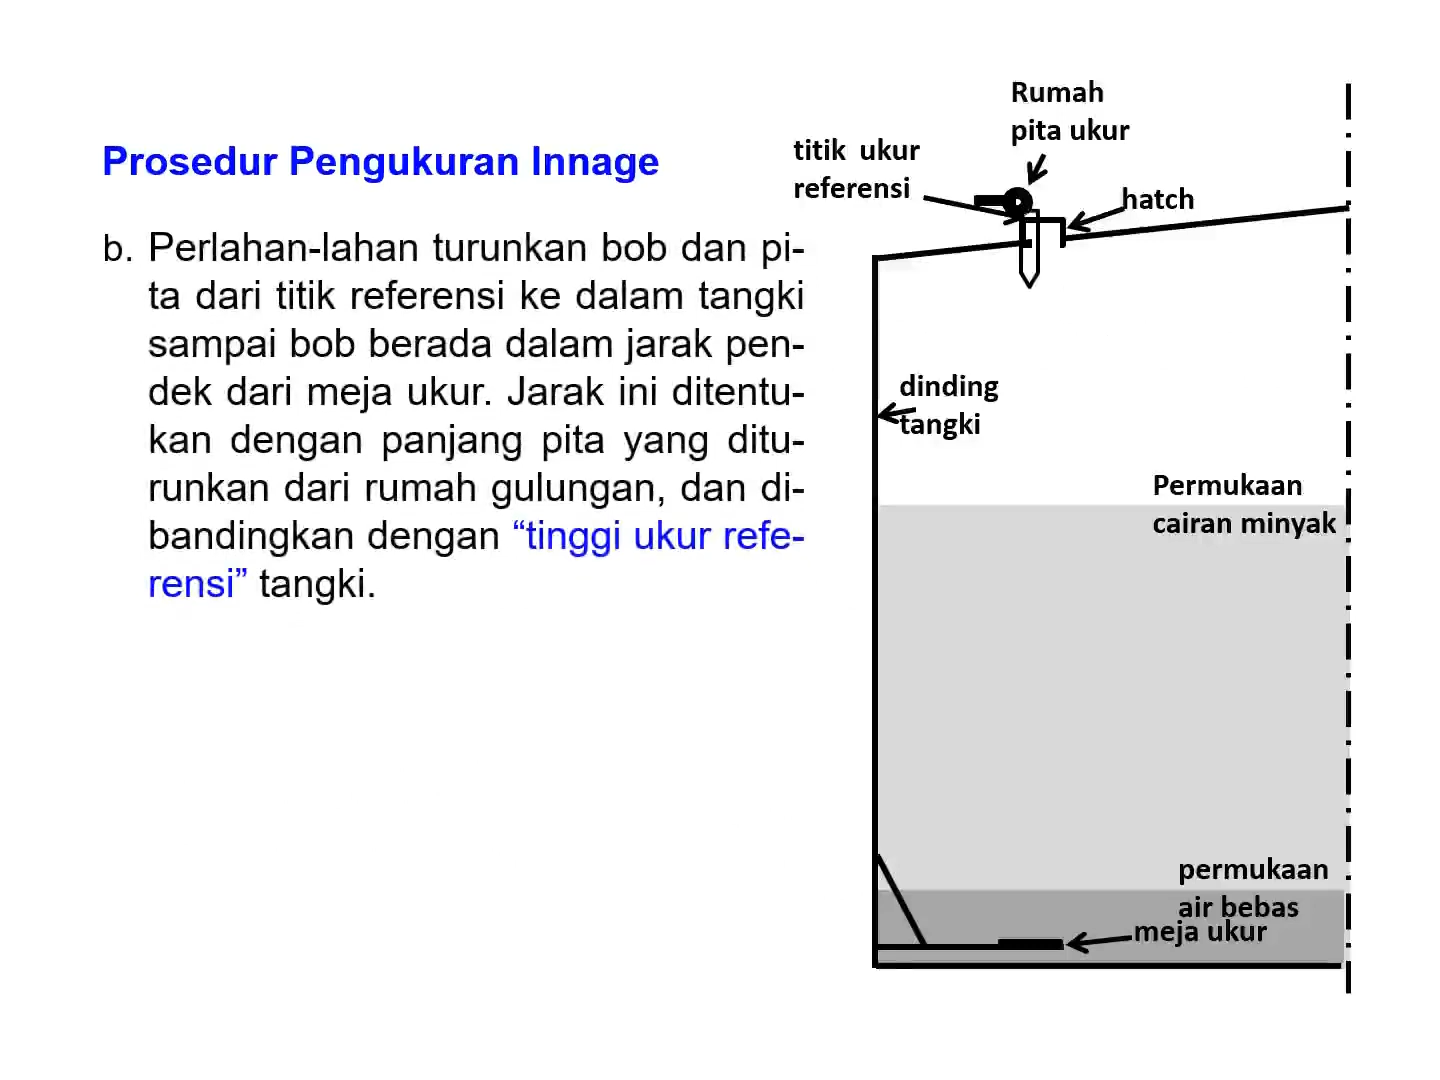 Prosedur Pengukuran Innage
b. Perlahan-lahan turunkan bob dan pi-
ta dari titik referensi ke dalam tangki
sampai bob berada dalam jarak pen-
dek dari meja ukur. Jarak ini ditentu-
kan dengan panjang pita yang ditu-
runkan dari rumah gulungan, dan di-
bandingkan dengan “tinggi ukur refe-
rensi” tangki.
Rumah
pita ukur
titik ukur
referensi
hatch
dinding
tangki
Permukaan
cairan minyak
permukaan
air bebas
meja ukur